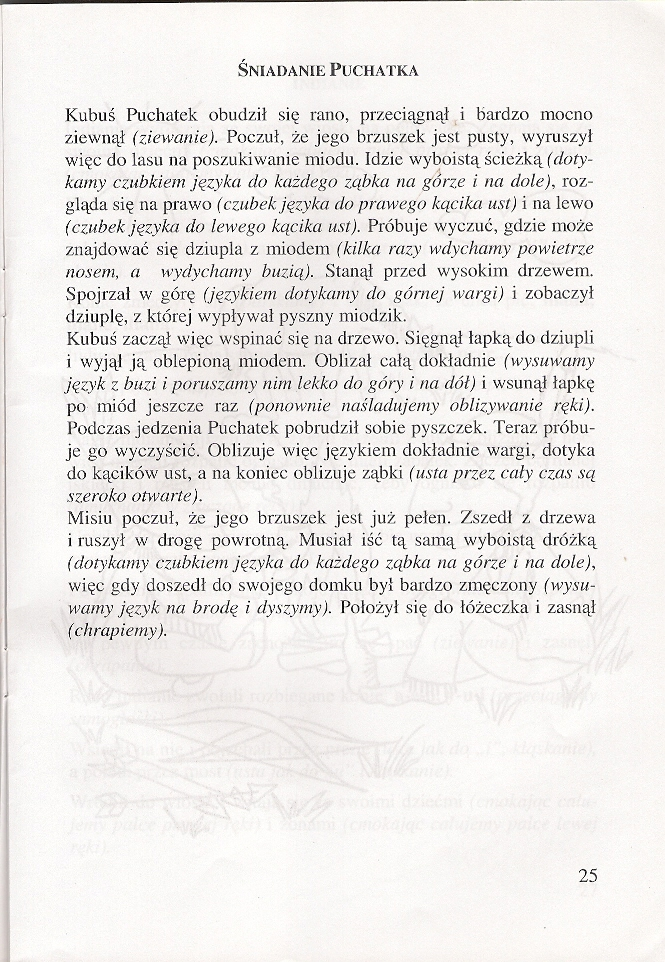 ŚNIADANIE PUCHATKA
Kubuś Puchatek obudził się rano, przeciągnął i bardzo mocno
ziewnął (ziewanie). Poczuł, że jego brzuszek jest pusty, wyruszył
więc do lasu na poszukiwanie miodu. Idzie wyboistą ścieżką (doty-
kamy czubkiem języka do każdego ząbka na górze i na dole), roz-
gląda się na prawo (czubek języka do prawego kącika ust) i na lewo
(czubek języka do lewego kącika ust). Próbuje wyczuć, gdzie może
znajdować się dziupla z miodem (kilka razy wdychamy powietrze
nosem, a wydychamy buzią). Stanął przed wysokim drzewem.
Spojrzał w górę (językiem dotykamy do górnej wargi) i zobaczył
dziuplę, z której wypływał pyszny miodzik.
Kubuś zaczął więc wspinać się na drzewo. Sięgnął łapką do dziupli
i wyjął ją oblepioną miodem. Oblizał całą dokładnie (wysuwamy
język z buzi i poruszamy nim lekko do góry i na dół) i wsunął łapkę
po miód jeszcze raz (ponownie naśladujemy oblizywanie ręki).
Podczas jedzenia Puchatek pobrudził sobie pyszczek. Teraz próbu-
je go wyczyścić. Oblizuje więc językiem dokładnie wargi, dotyka
do kącików ust, a na koniec oblizuje ząbki (usta przez cały czas są
szeroko otwarte).
Misiu poczuł, że jego brzuszek jest już pełen. Zszedł z drzewa
i ruszył w drogę powrotną. Musiał iść tą samą wyboistą dróżką
(dotykamy czubkiem języka do każdego ząbka na górze i na dole),
więc gdy doszedł do swojego domku był bardzo zmęczony (wysu-
wamy język na brodę i dyszymy). Położył się do łóżeczka i zasnął
(chrapiemy).
25